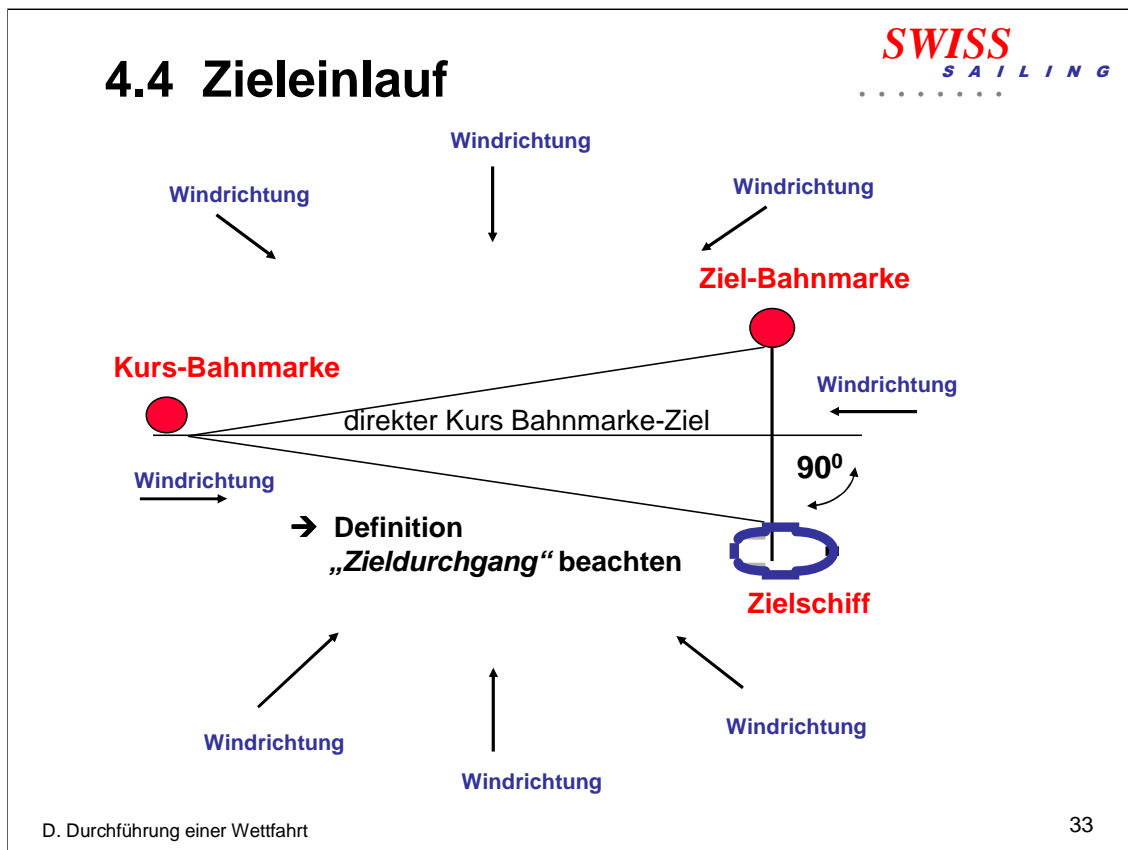 4.4 Zieleinlauf
SWISS
SAILING
Windrichtung
Windrichtung
Windrichtung
Ziel-Bahnmarke
Kurs-Bahnmarke
Windrichtung
direkter Kurs Bahnmarke-Ziel
90⁰
Windrichtung
➔ Definition
„Zieldurchgang“ beachten
Zielschiff
Windrichtung
Windrichtung
Windrichtung
D. Durchführung einer Wettfahrt
33